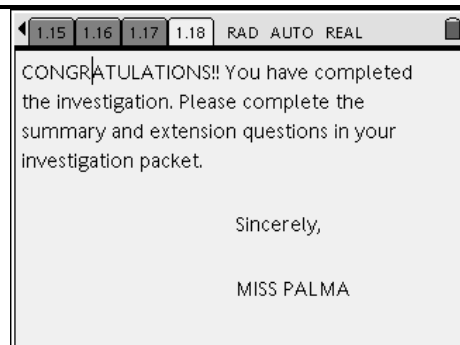 1.15 1.16 1.17 1.18 RAD AUTO REAL
CONGRATULATIONS!! You have completed
the investigation. Please complete the
summary and extension questions in your
investigation packet.
Sincerely,
MISS PALMA